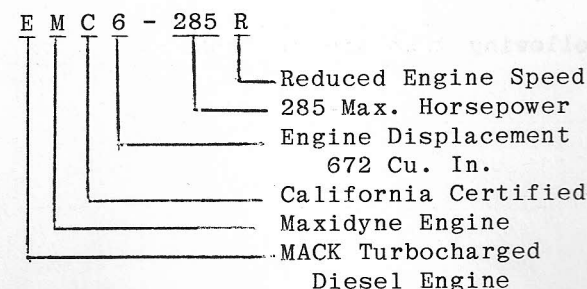 E M C 6 - 285 R
Reduced Engine Speed
285 Max. Horsepower
Engine Displacement
672 Cu. In.
California Certified
Maxidyne Engine
MACK Turbocharged
Diesel Engine